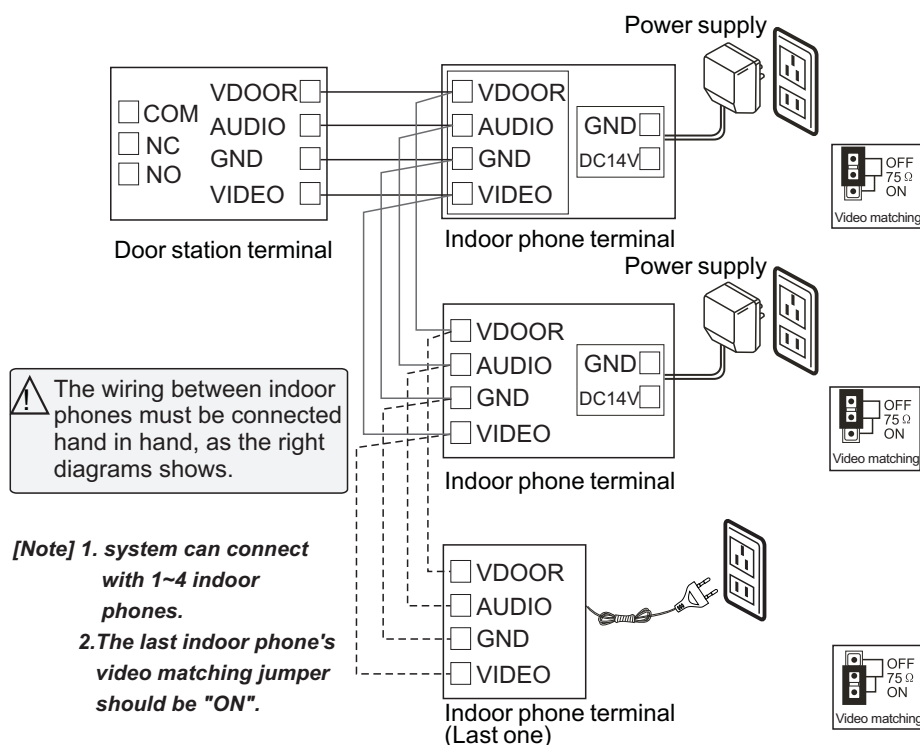 Power supply
COM
NC
NO
VDOOR
AUDIO
GND
VIDEO
Door station terminal
VDOOR
AUDIO
GND
VIDEO
GND
DC14V
Indoor phone terminal
OFF
75Ω
ON
Video matching
Power supply
VDOOR
AUDIO
GND
VIDEO
GND
DC14V
Indoor phone terminal
OFF
75Ω
ON
Video matching
! The wiring between indoor
phones must be connected
hand in hand, as the right
diagrams shows.
[Note] 1. system can connect
with 1~4 indoor
phones.
2.The last indoor phone's
video matching jumper
should be "ON".
VDOOR
AUDIO
GND
VIDEO
Indoor phone terminal
(Last one)
OFF
75Ω
ON
Video matching